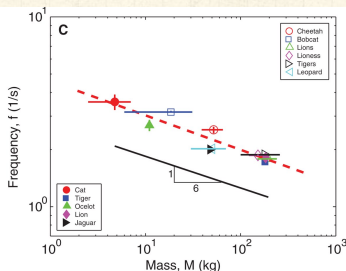 C
Cheetah
Bobcat
Lions
Lioness
Tigers
Leopard
Frequency, f (1/s)
10¹
10⁰
1
6
Cat
Tiger
Ocelot
Lion
Jaguar
10⁰ 10¹ 10² 10³
Mass, M (kg)